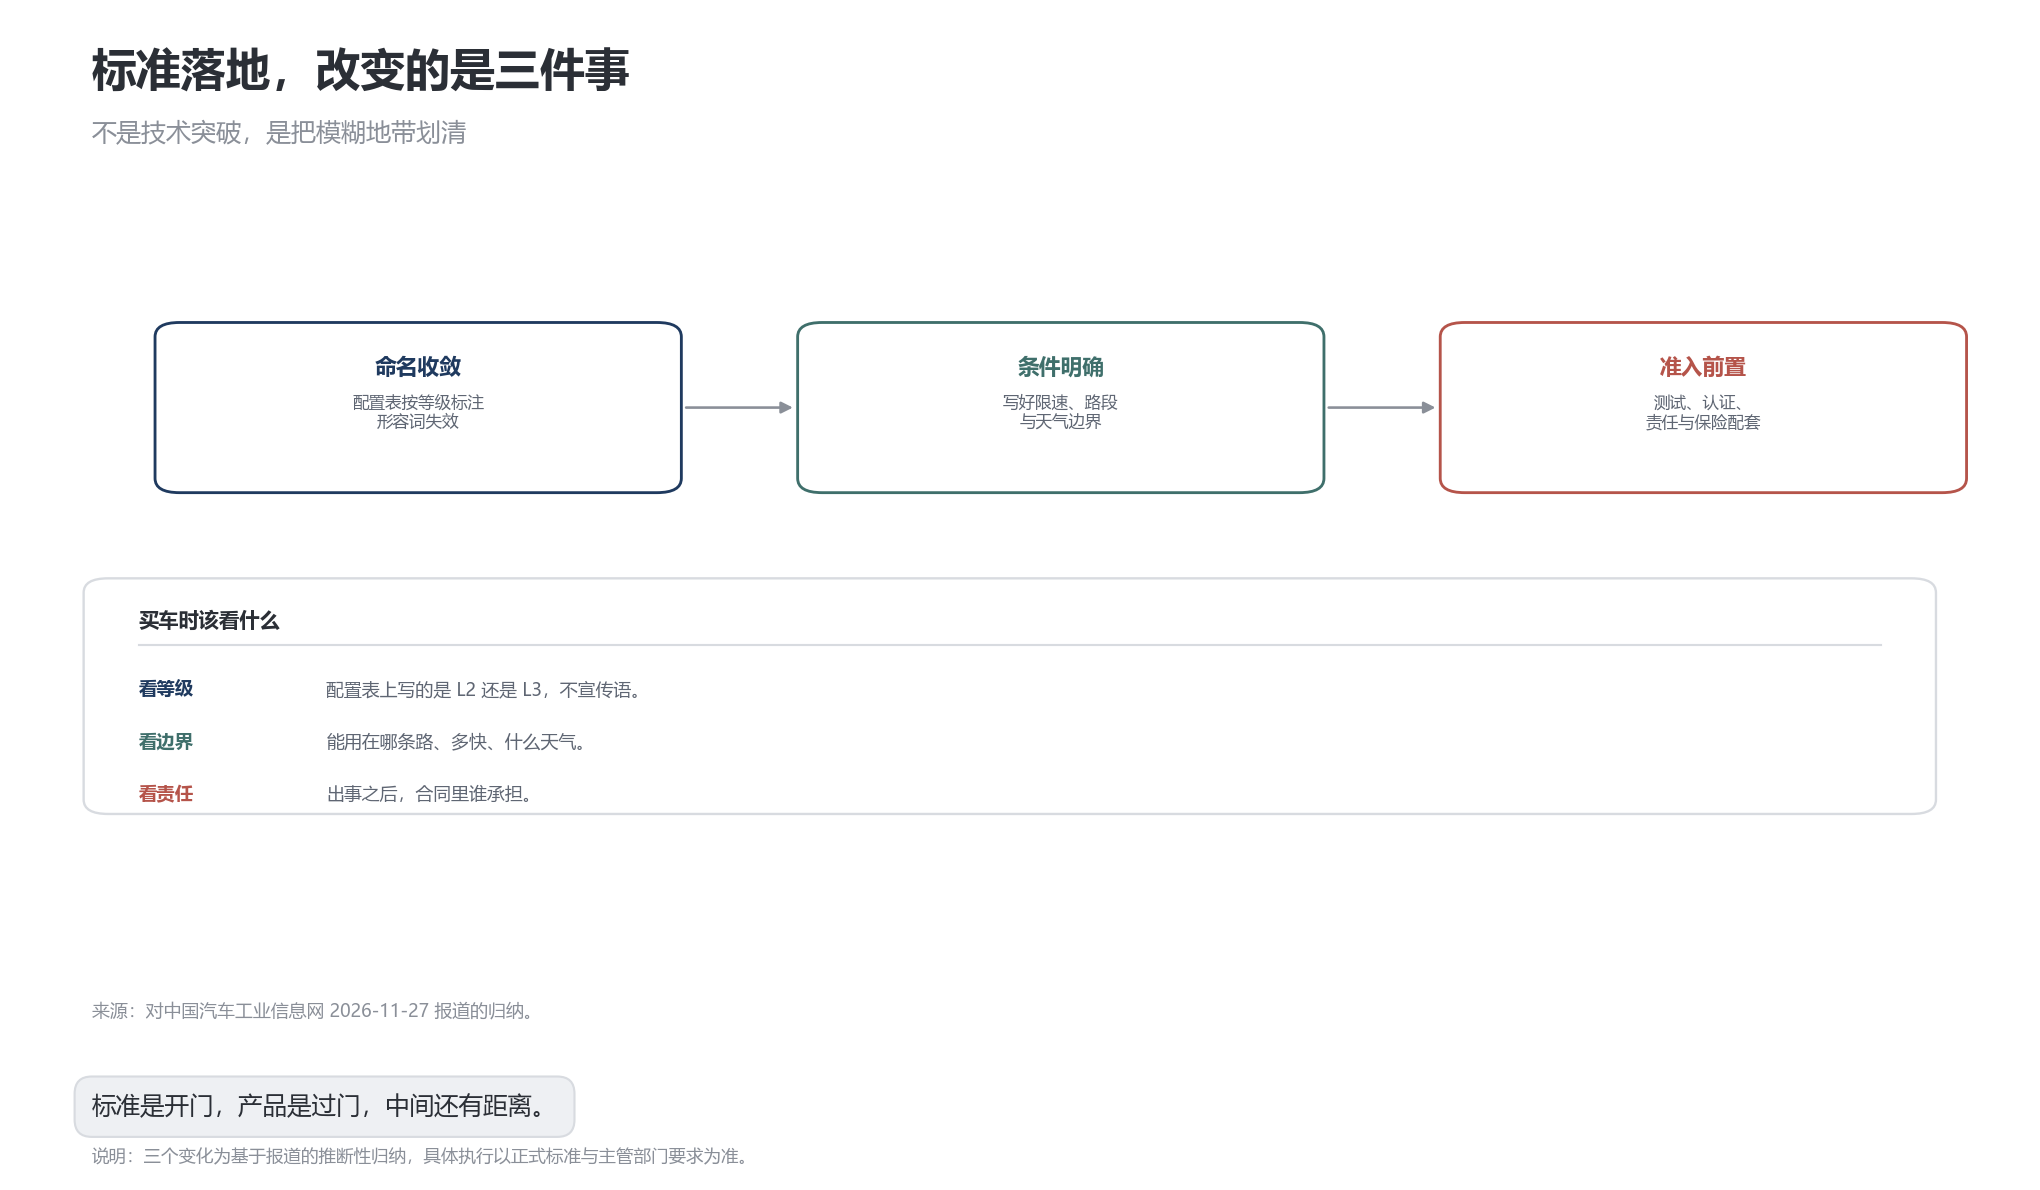 标准落地，改变的是三件事
不是技术突破，是把模糊地带划清
命名收敛
配置表按等级标注
形容词失效
条件明确
写好限速、路段
与天气边界
准入前置
测试、认证、
责任与保险配套
买车时该看什么
看等级
配置表上写的是 L2 还是 L3，不宣传语。
看边界
能用在哪条路、多快、什么天气。
看责任
出事之后，合同里谁承担。
来源：对中国汽车工业信息网 2026-11-27 报道的归纳。
标准是开门，产品是过门，中间还有距离。
说明：三个变化为基于报道的推断性归纳，具体执行以正式标准与主管部门要求为准。